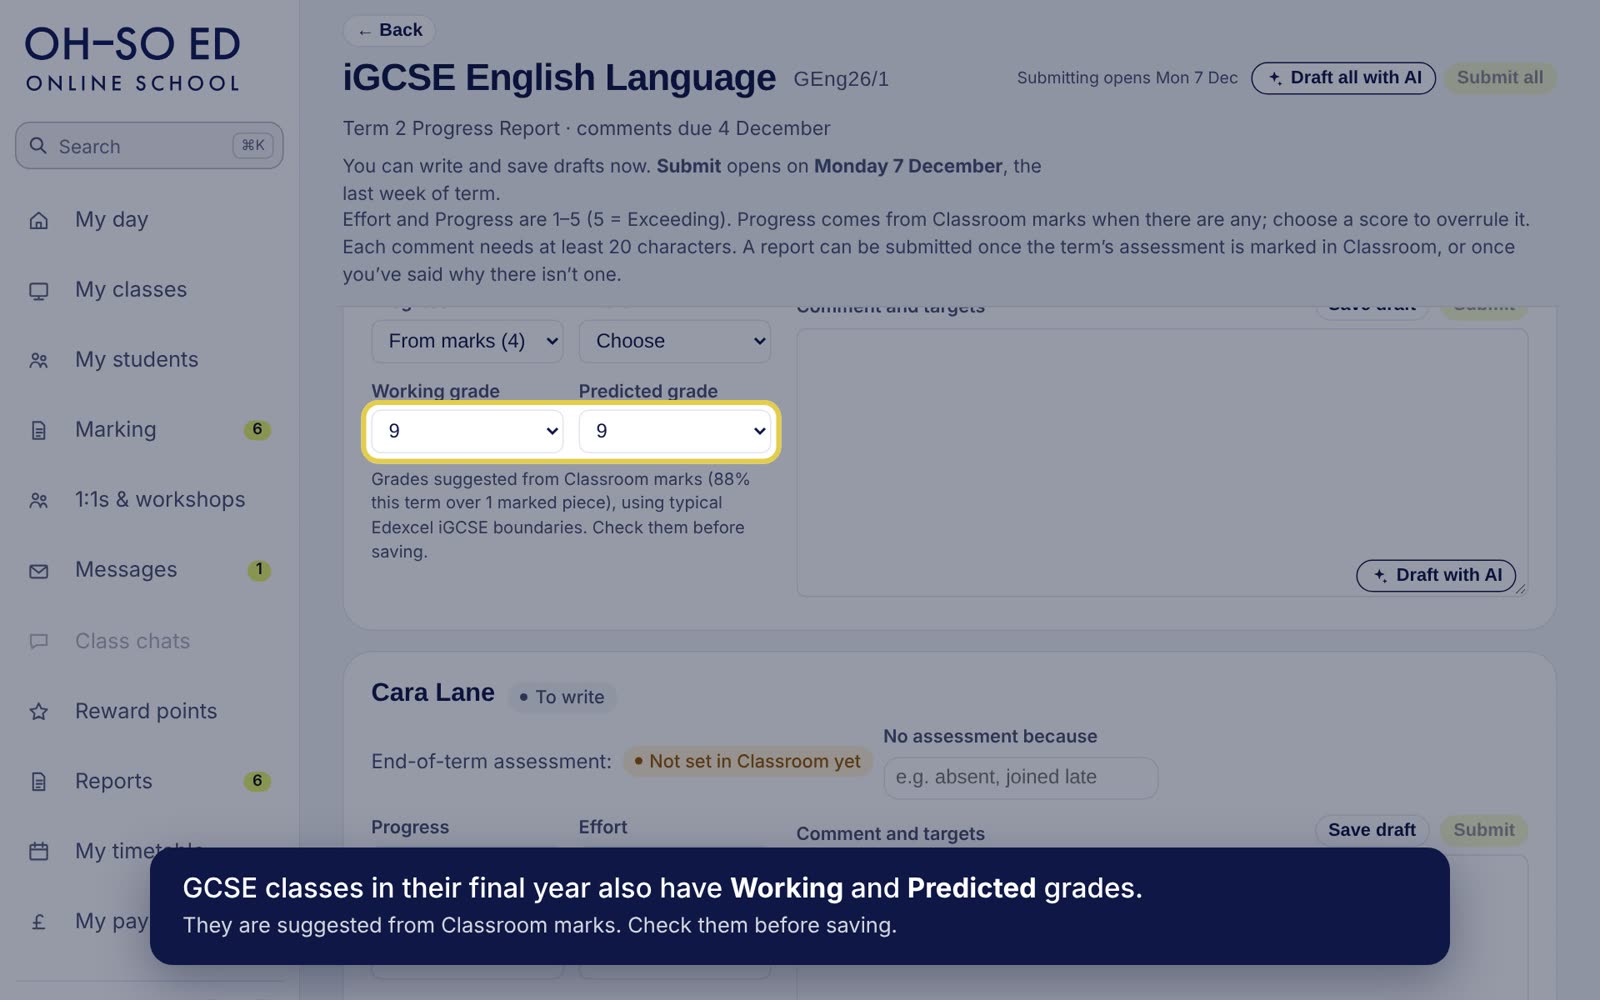 OH-SO ED
ONLINE SCHOOL
Search
⌘K
My day
My classes
My students
Marking
6
1:1s & workshops
Messages
1
Class chats
Reward points
Reports
6
My timetable
My pay
← Back
iGCSE English Language
GEng26/1
Submitting opens Mon 7 Dec
Draft all with AI
Submit all
Term 2 Progress Report · comments due 4 December
You can write and save drafts now. Submit opens on Monday 7 December, the
last week of term.
Effort and Progress are 1–5 (5 = Exceeding). Progress comes from Classroom marks when there are any; choose a score to overrule it.
Each comment needs at least 20 characters. A report can be submitted once the term’s assessment is marked in Classroom, or once
you’ve said why there isn’t one.
Comment and targets
Save draft
Submit
From marks (4)
Choose
Working grade
Predicted grade
9
9
Grades suggested from Classroom marks (88%
this term over 1 marked piece), using typical
Edexcel iGCSE boundaries. Check them before
saving.
Draft with AI
Cara Lane
To write
End-of-term assessment:
Not set in Classroom yet
No assessment because
e.g. absent, joined late
Progress
Effort
Comment and targets
Save draft
Submit
GCSE classes in their final year also have Working and Predicted grades.
They are suggested from Classroom marks. Check them before saving.